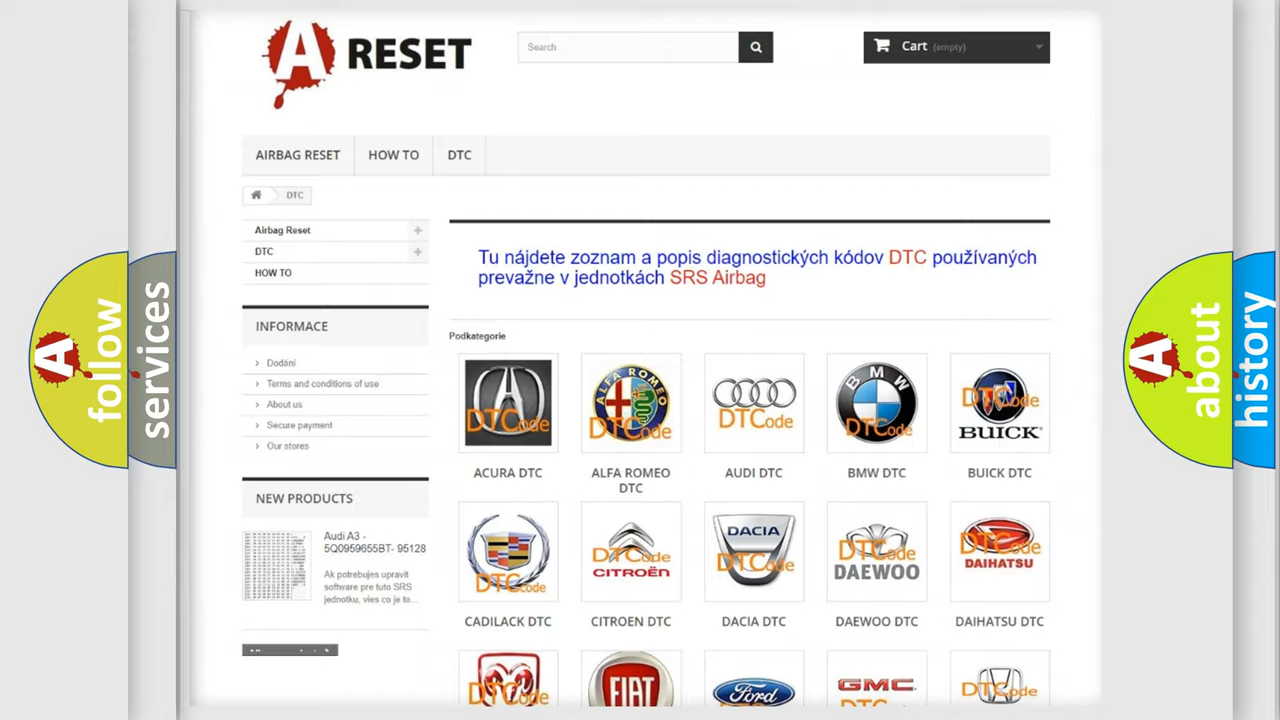 A RESET
Search
Cart (empty)
AIRBAG RESET
HOW TO
DTC
DTC
Airbag Reset
DTC
HOW TO
INFORMACE
Dodání
Terms and conditions of use
About us
Secure payment
Our stores
NEW PRODUCTS
Audi A3 -
5Q0959655BT- 95128
Ak potrebujes upravit
software pre tuto SRS
jednotku, vies co je to...
Tu nájdete zoznam a popis diagnostických kódov DTC používaných
prevažne v jednotkách SRS Airbag
Podkategorie
DTCode
ALFA ROMEO
DTCode
DTCode
BMW
DTCode
DTCode
BUICK
ACURA DTC
ALFA ROMEO
DTC
AUDI DTC
BMW DTC
BUICK DTC
DTCode
DTCode
CITROËN
DACIA
DTCode
DTCode
DAEWOO
DTCode
DAIHATSU
CADILACK DTC
CITROEN DTC
DACIA DTC
DAEWOO DTC
DAIHATSU DTC
DTCode
FIAT
Ford
GMC
DTCode
A follow
services
A about
history